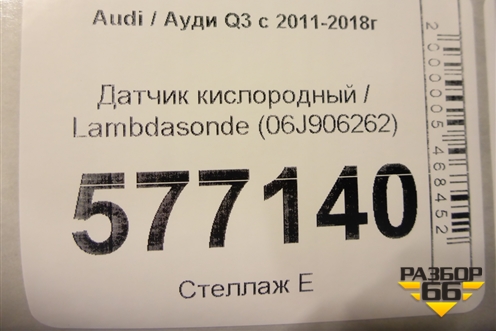 Audi / Ауди Q3 с 2011-2018г
Датчик кислородный /
Lambdasonde (06J906262)
577140
Стеллаж Е
2000005468452
РАЗБОР
66